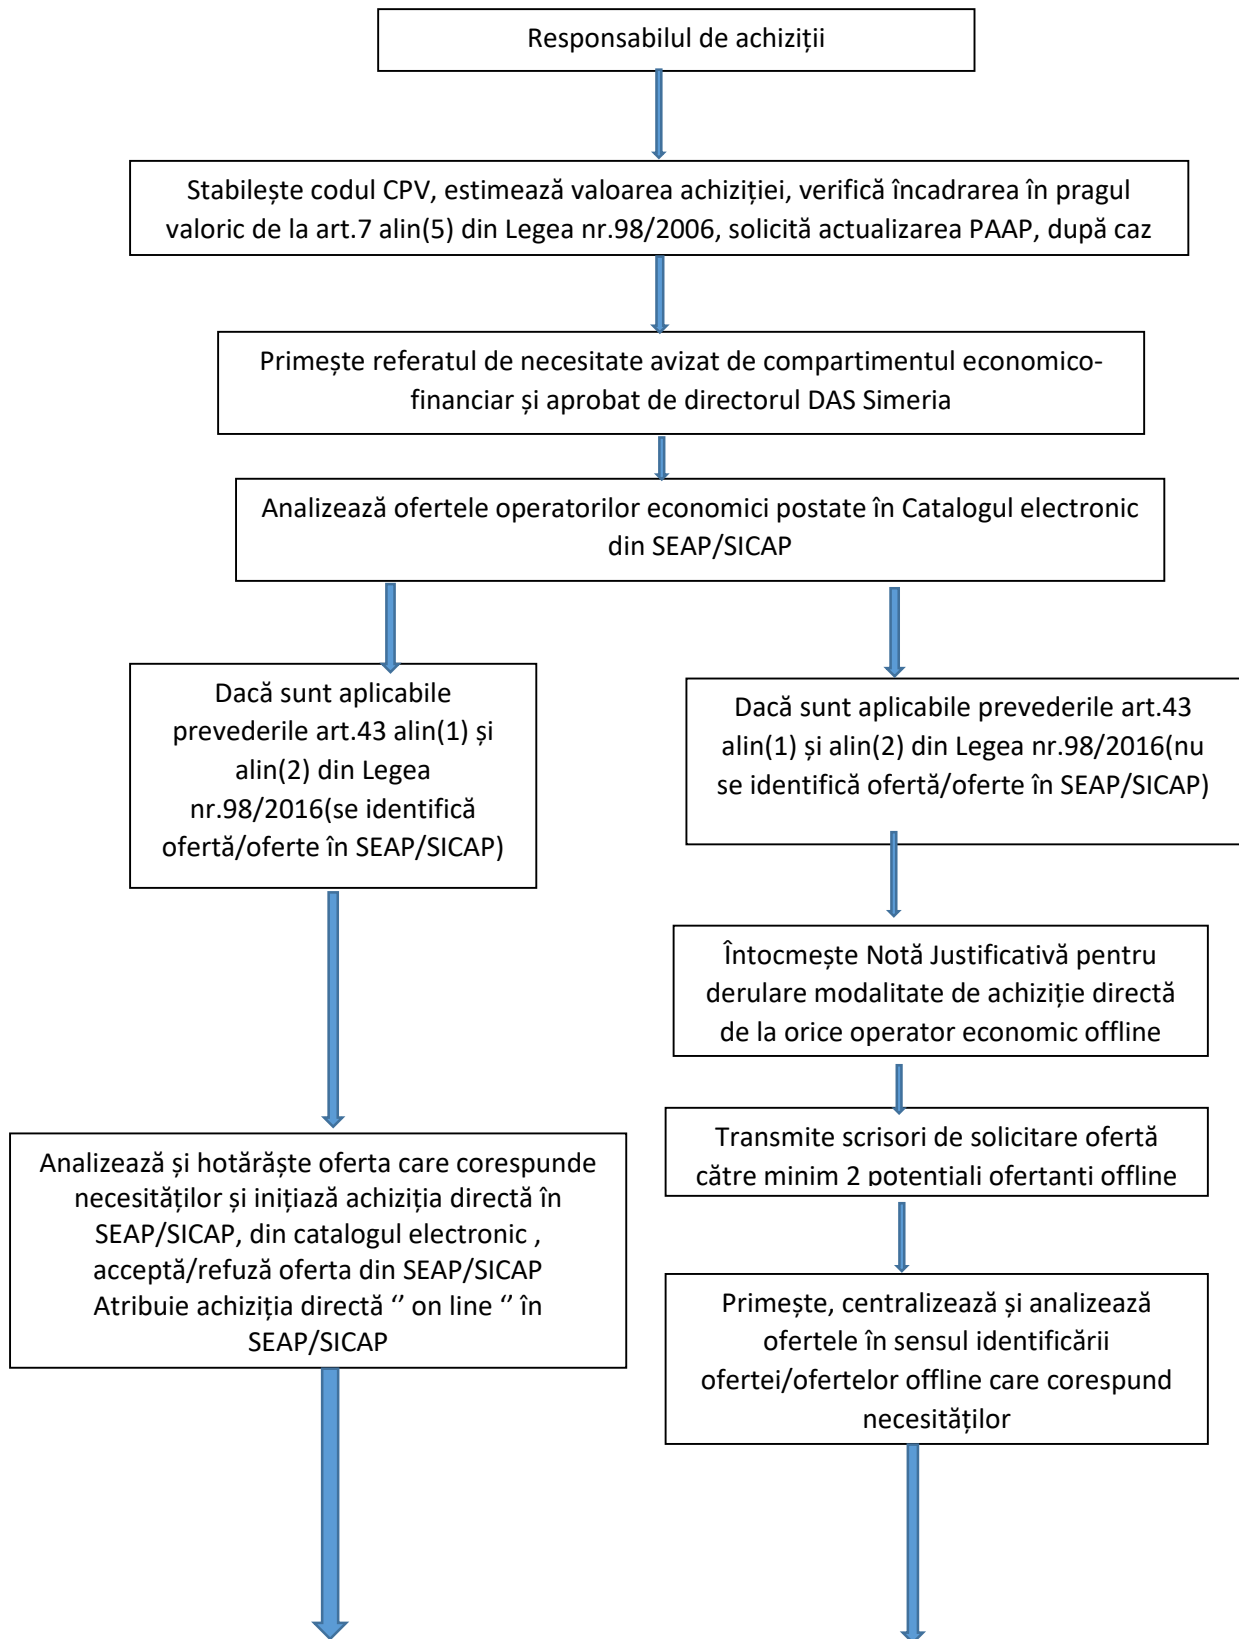 Responsabilul de achiziții
Stabilește codul CPV, estimează valoarea achiziției, verifică încadrarea în pragul
valoric de la art.7 alin(5) din Legea nr.98/2006, solicită actualizarea PAAP, după caz
Primește referatul de necesitate avizat de compartimentul economico-
financiar și aprobat de directorul DAS Simeria
Analizează ofertele operatorilor economici postate în Catalogul electronic
din SEAP/SICAP
Dacă sunt aplicabile
prevederile art.43 alin(1) și
alin(2) din Legea
nr.98/2016(se identifică
ofertă/oferte în SEAP/SICAP)
Dacă sunt aplicabile prevederile art.43
alin(1) și alin(2) din Legea nr.98/2016(nu
se identifică ofertă/oferte în SEAP/SICAP)
Întocmește Notă Justificativă pentru
derulare modalitate de achiziție directă
de la orice operator economic offline
Analizează și hotărăște oferta care corespunde
necesităților și inițiază achiziția directă în
SEAP/SICAP, din catalogul electronic ,
acceptă/refuză oferta din SEAP/SICAP
Atribuie achiziția directă ‘’ on line ‘’ în
SEAP/SICAP
Transmite scrisori de solicitare ofertă
către minim 2 potentiali ofertanti offline
Primește, centralizează și analizează
ofertele în sensul identificării
ofertei/ofertelor offline care corespund
necesităților